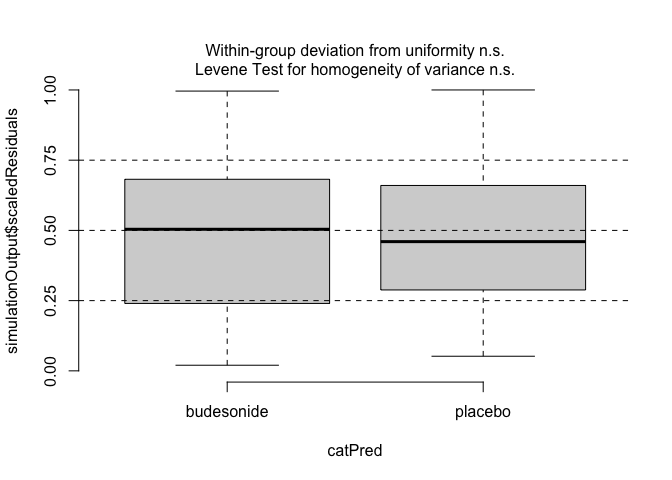 Within-group deviation from uniformity n.s.
Levene Test for homogeneity of variance n.s.
simulationOutput$scaledResiduals
1.00
0.75
0.50
0.25
0.00
budesonide
placebo
catPred